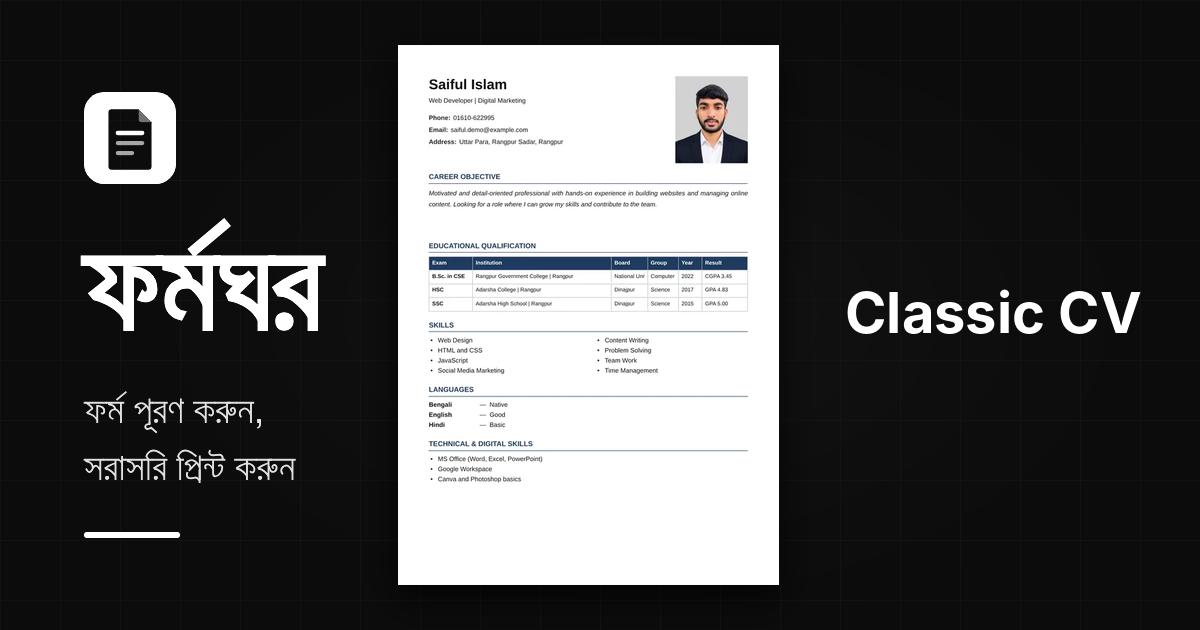 ফর্মঘর
ফর্ম পূরণ করুন,
সরাসরি প্রিন্ট করুন
Saiful Islam
Web Developer | Digital Marketing
Phone: 01610-622995
Email: saiful.demo@example.com
Address: Uttar Para, Rangpur Sadar, Rangpur
CAREER OBJECTIVE
Motivated and detail-oriented professional with hands-on experience in building websites and managing online
content. Looking for a role where I can grow my skills and contribute to the team.
EDUCATIONAL QUALIFICATION
Exam Institution Board Group Year Result
B.Sc. in CSE Rangpur Government College | Rangpur National Unr Computer 2022 CGPA 3.45
HSC Adarsha College | Rangpur Dinajpur Science 2017 GPA 4.83
SSC Adarsha High School | Rangpur Dinajpur Science 2015 GPA 5.00
SKILLS
• Web Design • Content Writing
• HTML and CSS • Problem Solving
• JavaScript • Team Work
• Social Media Marketing • Time Management
LANGUAGES
Bengali — Native
English — Good
Hindi — Basic
TECHNICAL & DIGITAL SKILLS
• MS Office (Word, Excel, PowerPoint)
• Google Workspace
• Canva and Photoshop basics
Classic CV